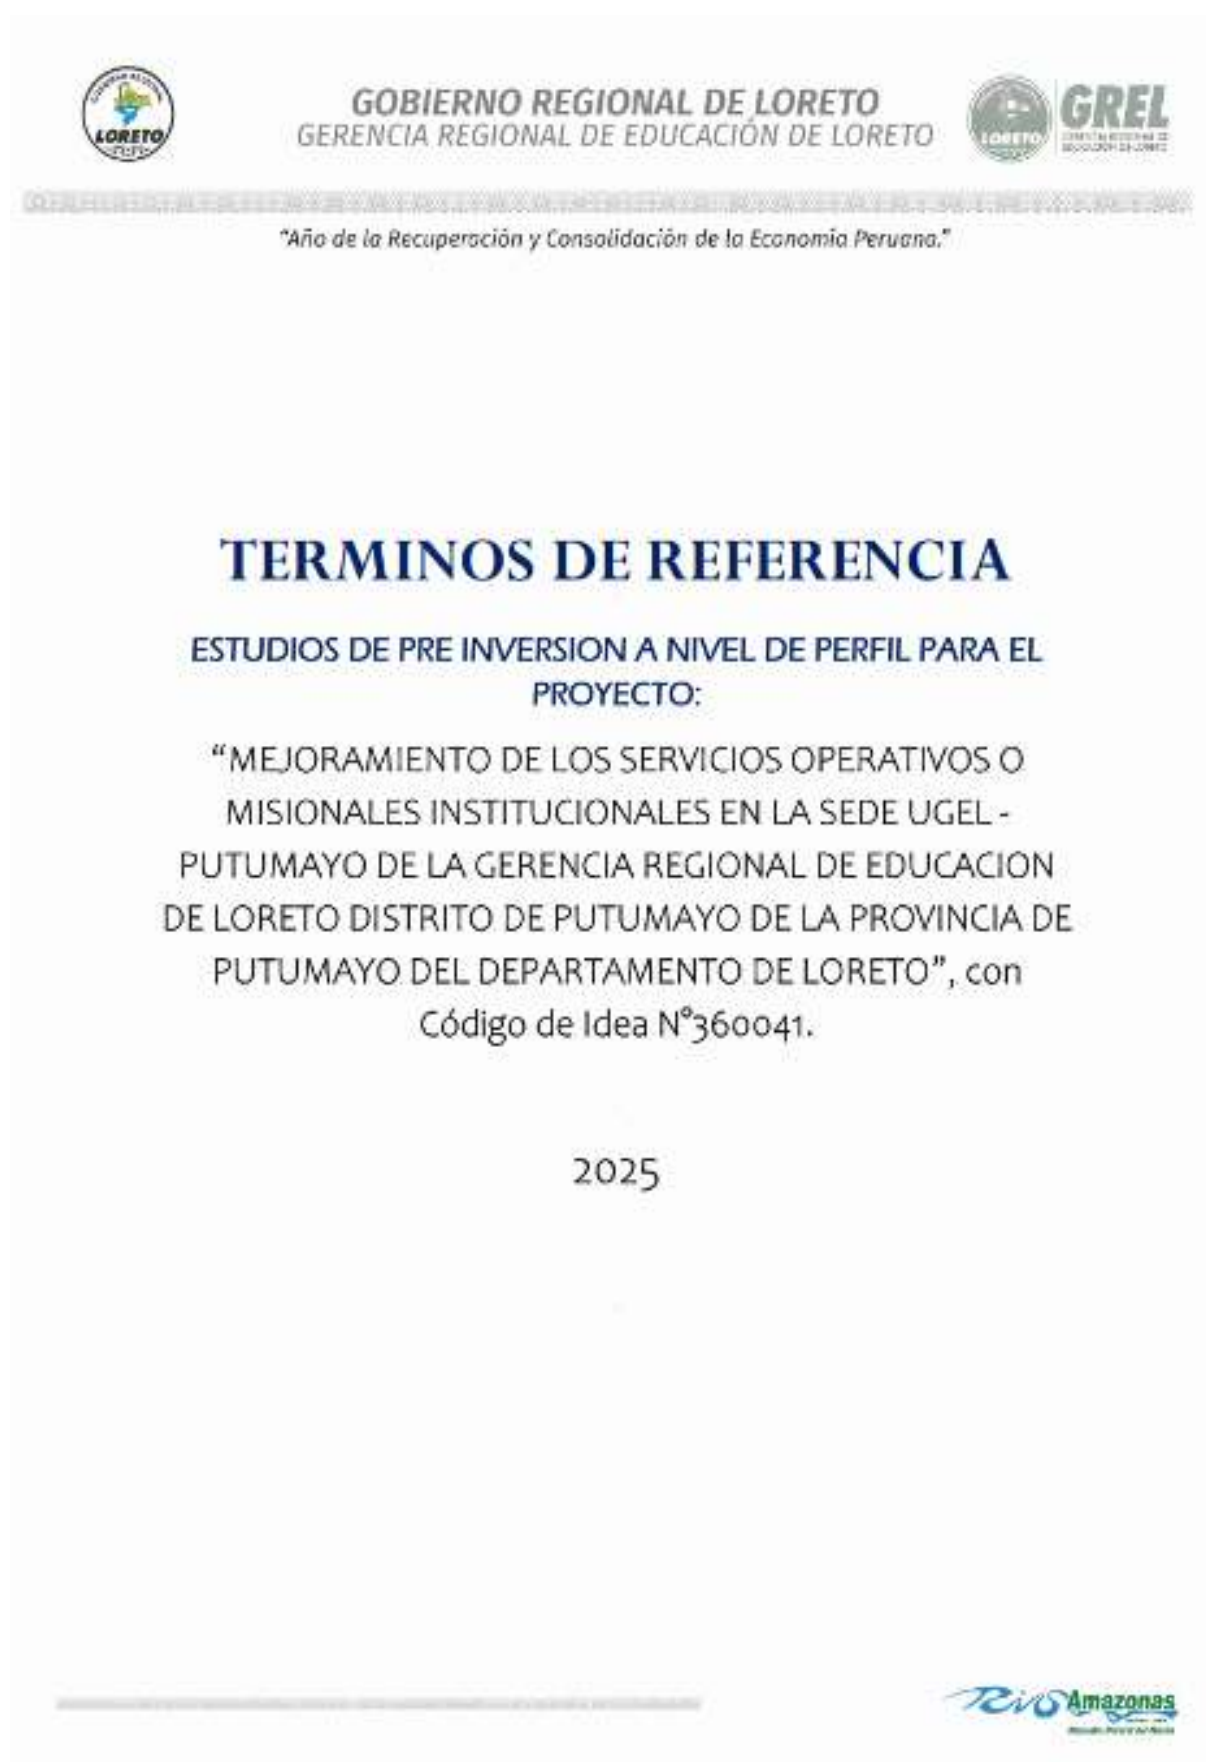 LORETO
GOBIERNO REGIONAL DE LORETO
GERENCIA REGIONAL DE EDUCACIÓN DE LORETO
LORETO
GREL
"Año de la Recuperación y Consolidación de la Economía Peruana."
TERMINOS DE REFERENCIA
ESTUDIOS DE PRE INVERSION A NIVEL DE PERFIL PARA EL
PROYECTO:
“MEJORAMIENTO DE LOS SERVICIOS OPERATIVOS O
MISIONALES INSTITUCIONALES EN LA SEDE UGEL -
PUTUMAYO DE LA GERENCIA REGIONAL DE EDUCACION
DE LORETO DISTRITO DE PUTUMAYO DE LA PROVINCIA DE
PUTUMAYO DEL DEPARTAMENTO DE LORETO”, con
Código de Idea N°360041.
2025
Rio Amazonas